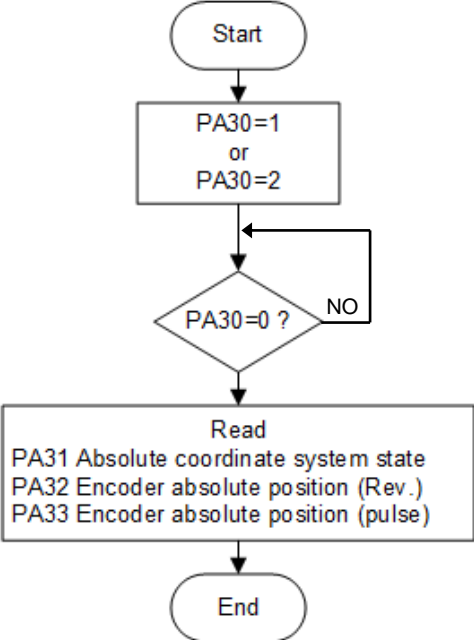 Start
PA30=1
or
PA30=2
PA30=0 ?
NO
Read
PA31 Absolute coordinate system state
PA32 Encoder absolute position (Rev.)
PA33 Encoder absolute position (pulse)
End